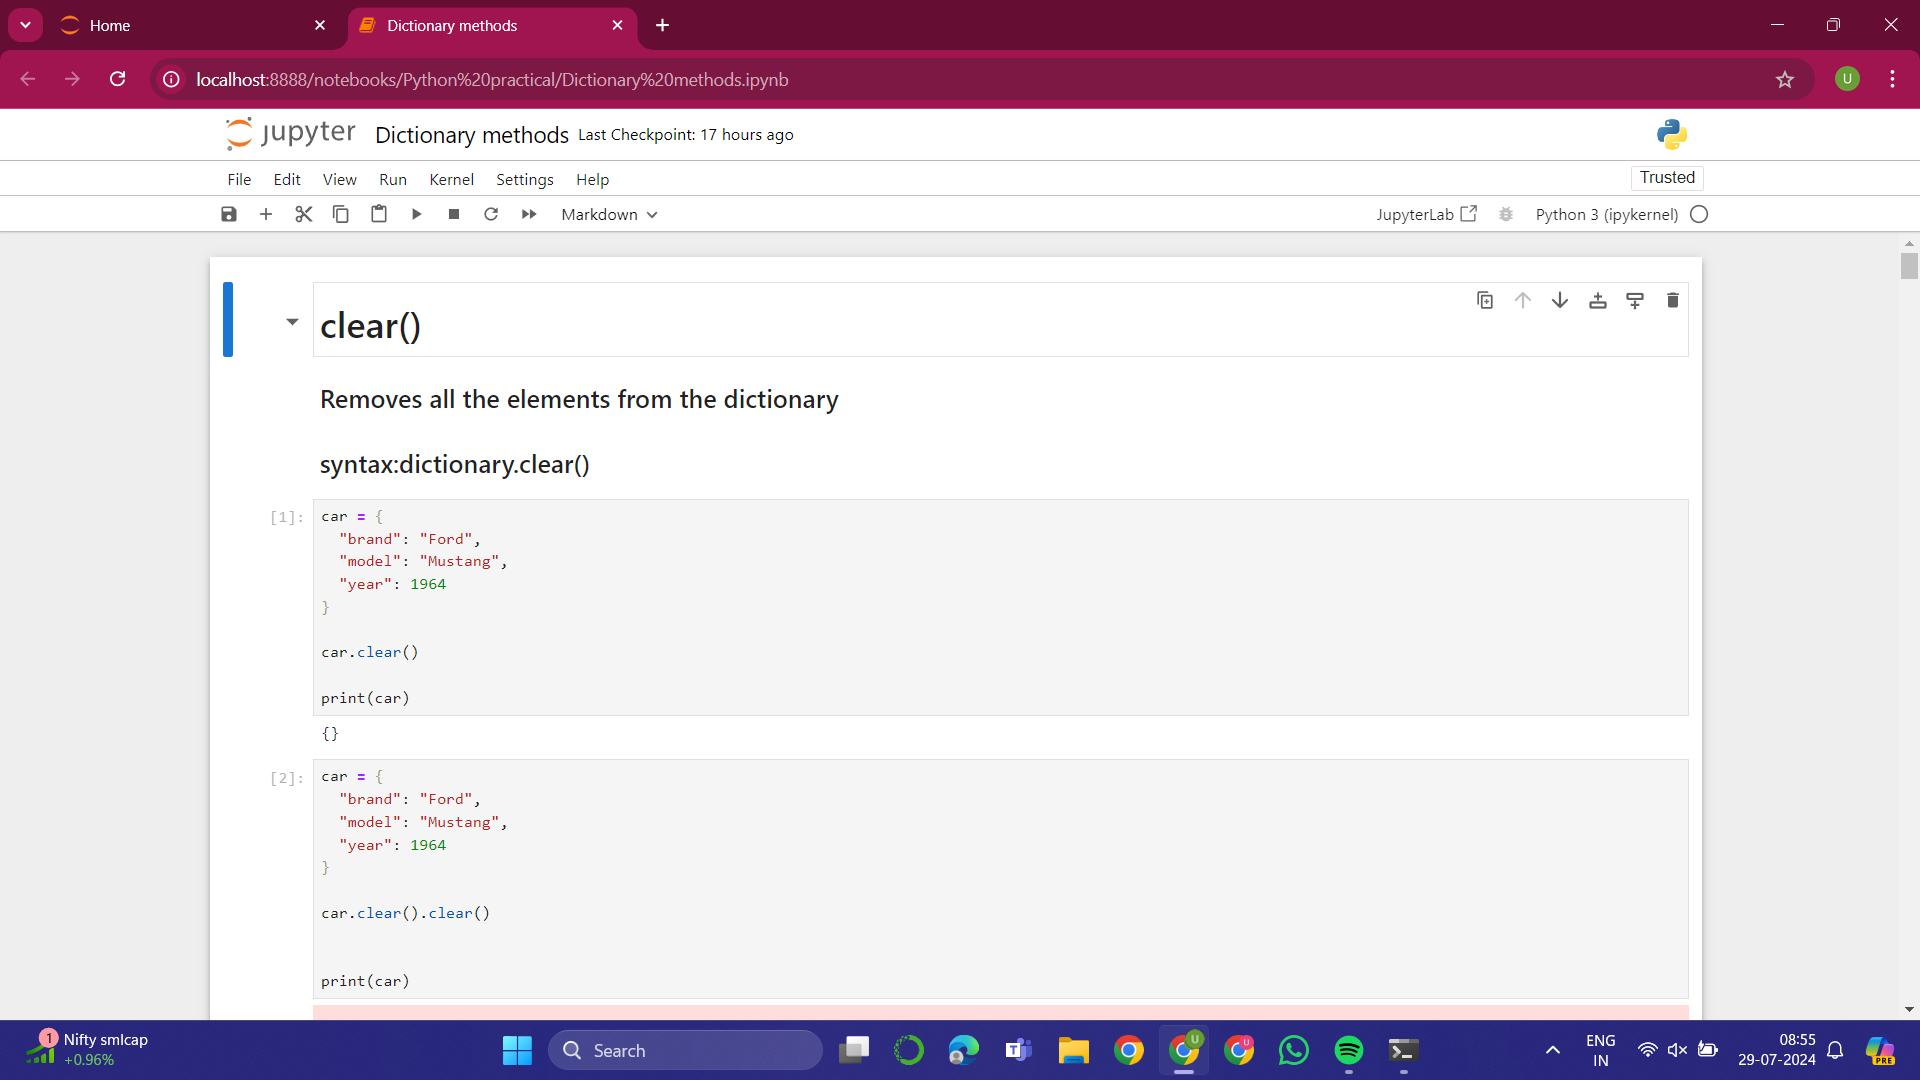 Home
Dictionary methods
localhost:8888/notebooks/Python%20practical/Dictionary%20methods.ipynb
U
jupyter Dictionary methods Last Checkpoint: 17 hours ago
File Edit View Run Kernel Settings Help
Trusted
Markdown
JupyterLab
Python 3 (ipykernel)
clear()
Removes all the elements from the dictionary
syntax:dictionary.clear()
[1]: car = {
"brand": "Ford",
"model": "Mustang",
"year": 1964
}
car.clear()
print(car)
{}
[2]: car = {
"brand": "Ford",
"model": "Mustang",
"year": 1964
}
car.clear().clear()
print(car)
1
Nifty smlcap
+0.96%
Search
U
U
ENG
IN
08:55
29-07-2024
PRE